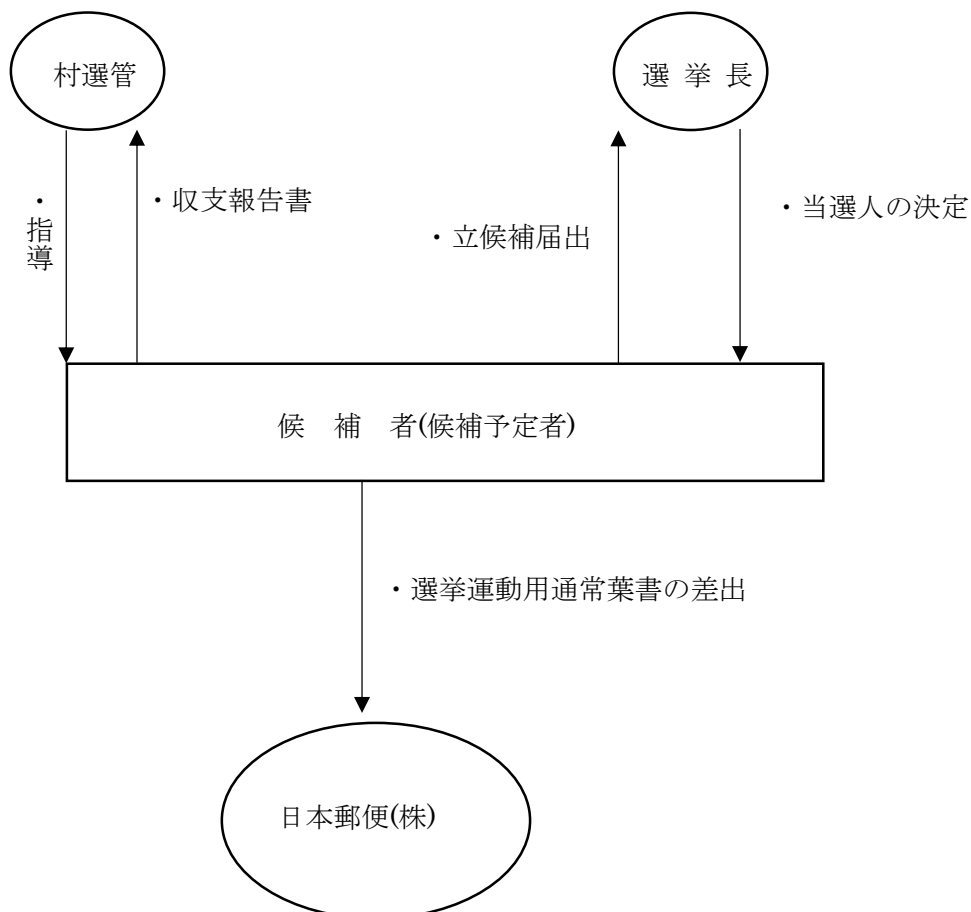 村選管
選 挙 長
・指導
・収支報告書
・立候補届出
・当選人の決定
候 補 者(候補予定者)
・選挙運動用通常葉書の差出
日本郵便(株)